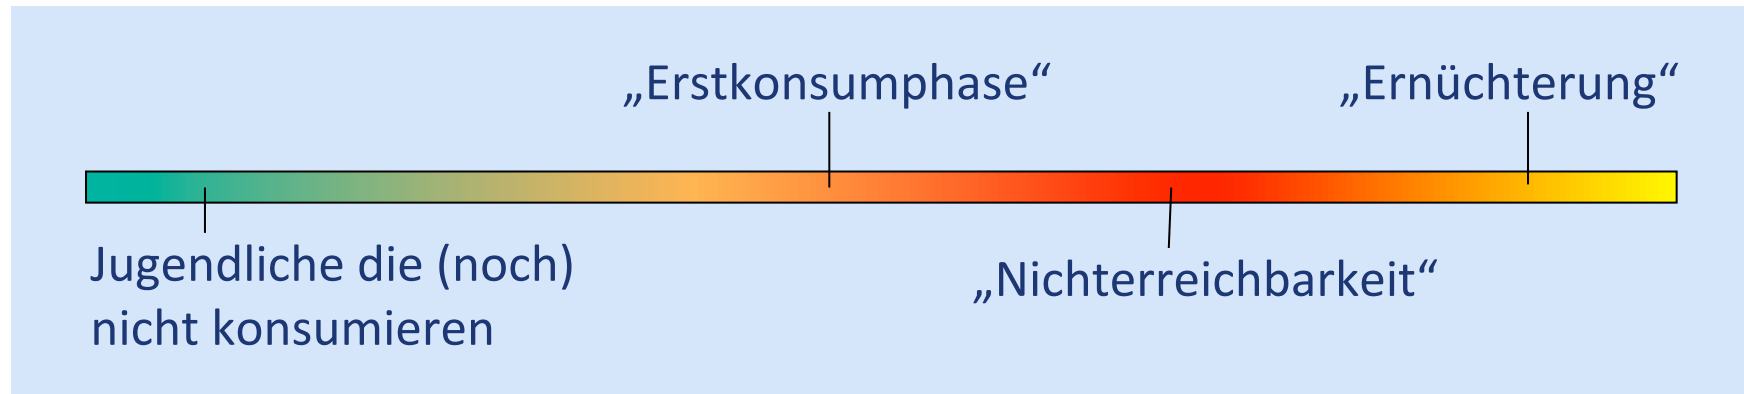 „Erstkonsumphase“
„Ernüchterung“
Jugendliche die (noch)
nicht konsumieren
„Nichterreichbarkeit“